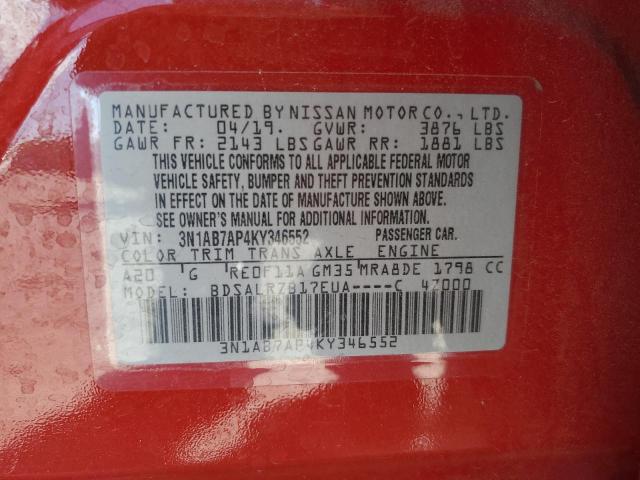 MANUFACTURED BY NISSAN MOTOR CO., LTD.
DATE: 04/19. GVWR: 3876 LBS
GAWR FR: 2143 LBS GAWR RR: 1881 LBS
THIS VEHICLE CONFORMS TO ALL APPLICABLE FEDERAL MOTOR
VEHICLE SAFETY, BUMPER AND THEFT PREVENTION STANDARDS
IN EFFECT ON THE DATE OF MANUFACTURE SHOWN ABOVE.
SEE OWNER'S MANUAL FOR ADDITIONAL INFORMATION.
VIN: 3N1AB7AP4KY346552 PASSENGER CAR.
COLOR TRIM TRANS AXLE ENGINE
A20 G RE0F11A GM35 MRA8DE 1798 CC
MODEL: BDSALRZB17EUA----C 4Z000
3N1AB7AP4KY346552